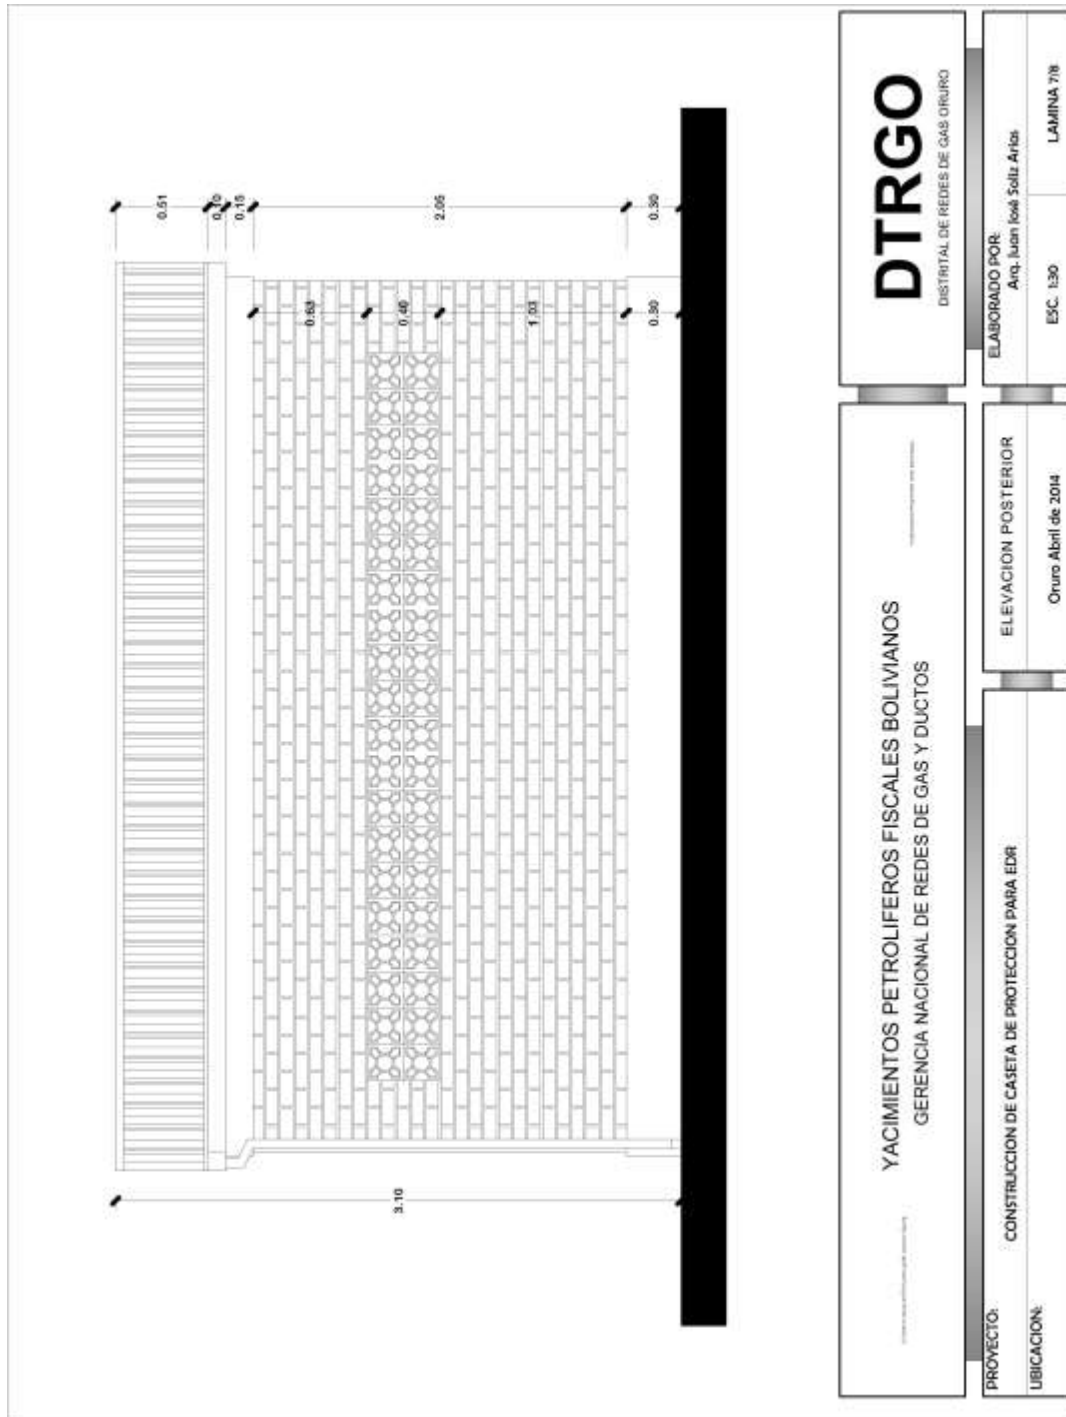 0.51
0.10
0.15
2.05
0.30
0.63
0.40
1.03
0.30
3.10
YACIMIENTOS PETROLIFEROS FISCALES BOLIVIANOS
GERENCIA NACIONAL DE REDES DE GAS Y DUCTOS
DTRGO
DISTRITAL DE REDES DE GAS ORURO
PROYECTO:
CONSTRUCCION DE CASETA DE PROTECCION PARA EDR
UBICACION:
ELEVACION POSTERIOR
Oruro Abril de 2014
ELABORADO POR:
Arq. Juan José Soliz Arias
ESC. 1:30
LAMINA 7/8